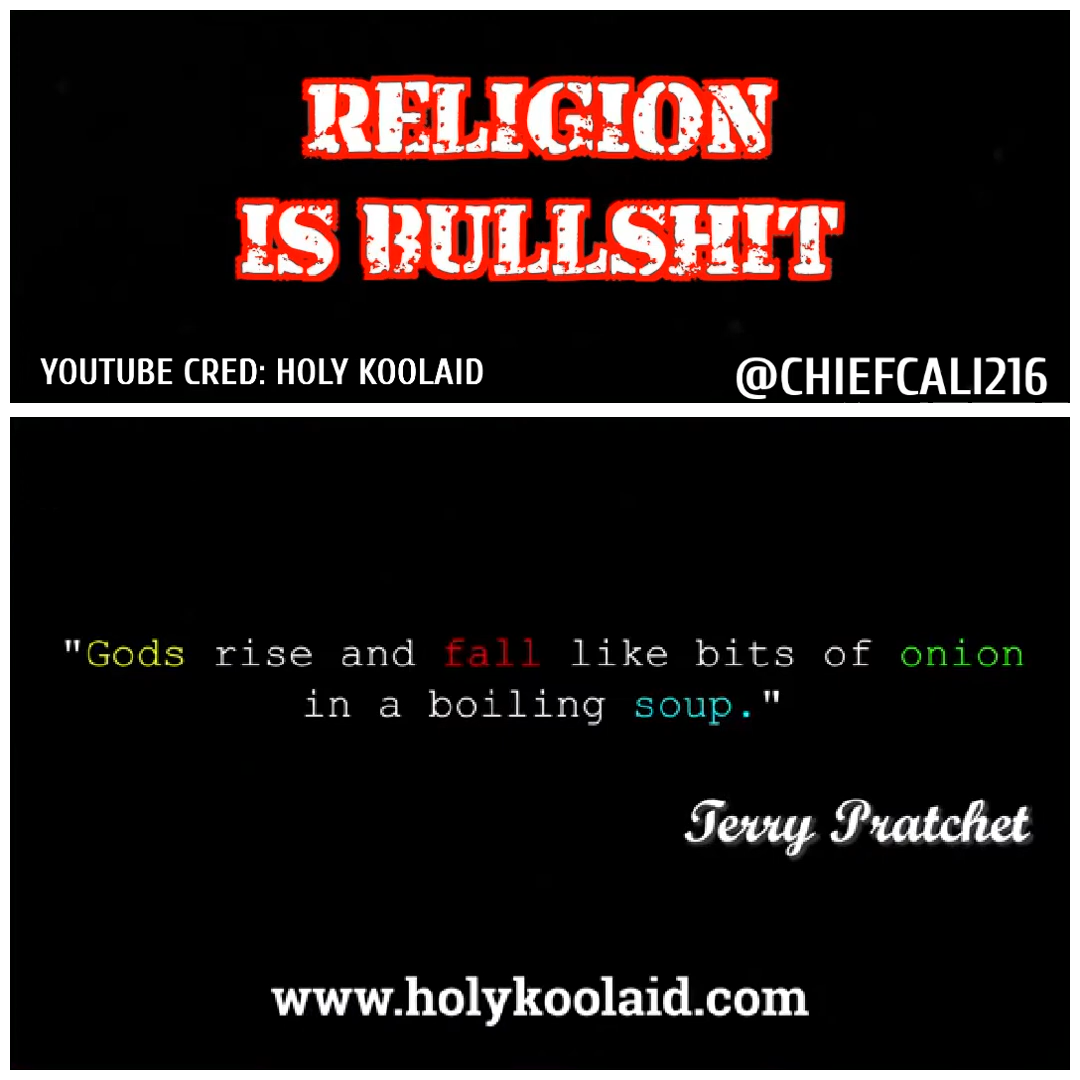 RELIGION
IS BULLSHIT
YOUTUBE CRED: HOLY KOOLAID
@CHIEFCALI216
"Gods rise and fall like bits of onion
in a boiling soup."
Terry Pratchet
www.holykoolaid.com